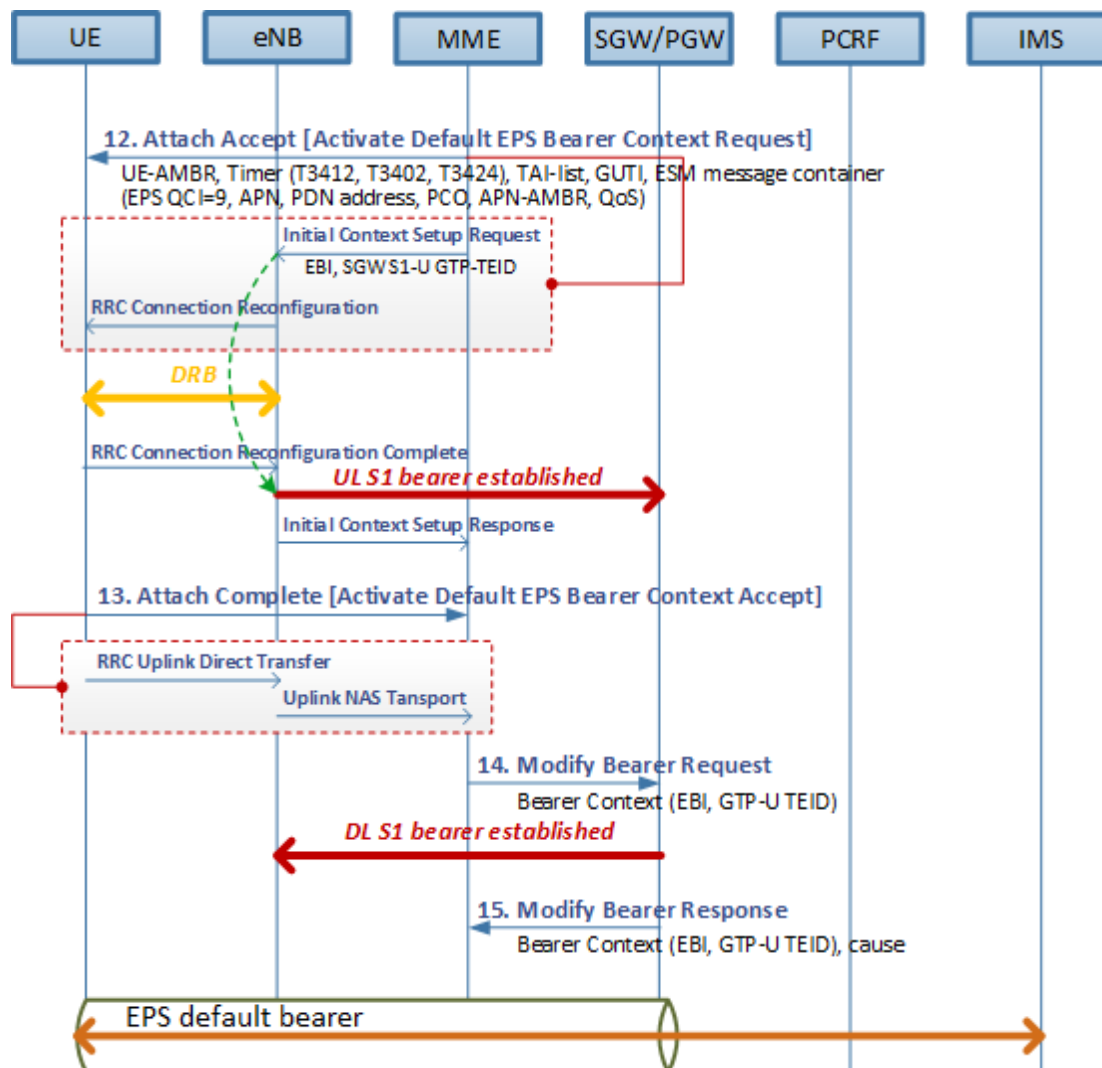 UE eNB MME SGW/PGW PCRF IMS
12. Attach Accept [Activate Default EPS Bearer Context Request]
UE-AMBR, Timer (T3412, T3402, T3424), TAI-list, GUTI, ESM message container
(EPS QCI=9, APN, PDN address, PCO, APN-AMBR, QoS)
Initial Context Setup Request
EBI, SGW S1-U GTP-TEID
RRC Connection Reconfiguration
DRB
RRC Connection Reconfiguration Complete
UL S1 bearer established
Initial Context Setup Response
13. Attach Complete [Activate Default EPS Bearer Context Accept]
RRC Uplink Direct Transfer
Uplink NAS Tansport
14. Modify Bearer Request
Bearer Context (EBI, GTP-U TEID)
DL S1 bearer established
15. Modify Bearer Response
Bearer Context (EBI, GTP-U TEID), cause
EPS default bearer